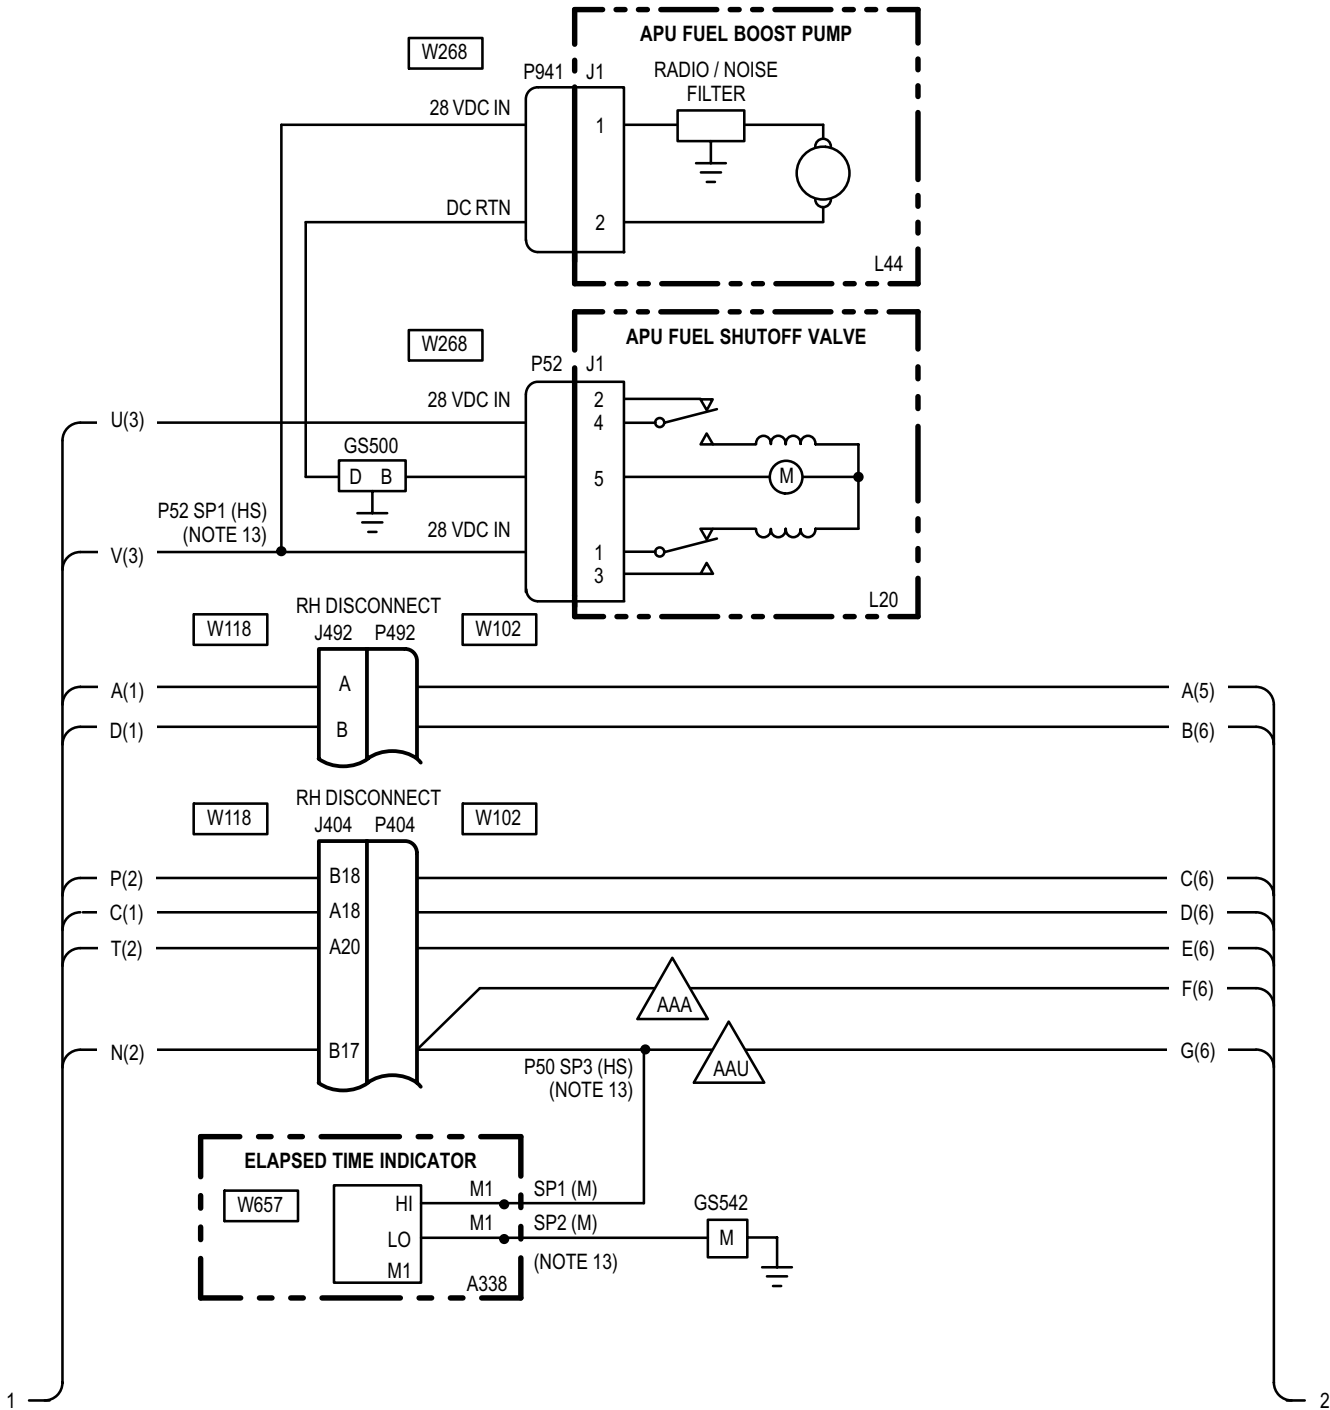 APU FUEL BOOST PUMP
W268
P941 J1
RADIO / NOISE
FILTER
28 VDC IN
1
DC RTN
2
L44
W268
APU FUEL SHUTOFF VALVE
P52 J1
28 VDC IN
2
U(3)
4
GS500
D B
5
M
P52 SP1 (HS)
(NOTE 13)
28 VDC IN
V(3)
1
3
L20
RH DISCONNECT
W118
J492 P492
W102
A(1)
A
A(5)
D(1)
B
B(6)
RH DISCONNECT
W118
J404 P404
W102
P(2)
B18
C(6)
C(1)
A18
D(6)
T(2)
A20
E(6)
AAA
F(6)
N(2)
B17
P50 SP3 (HS)
(NOTE 13)
AAU
G(6)
ELAPSED TIME INDICATOR
W657
HI
M1
SP1 (M)
LO
M1
SP2 (M)
(NOTE 13)
GS542
M
M1
A338
1
2